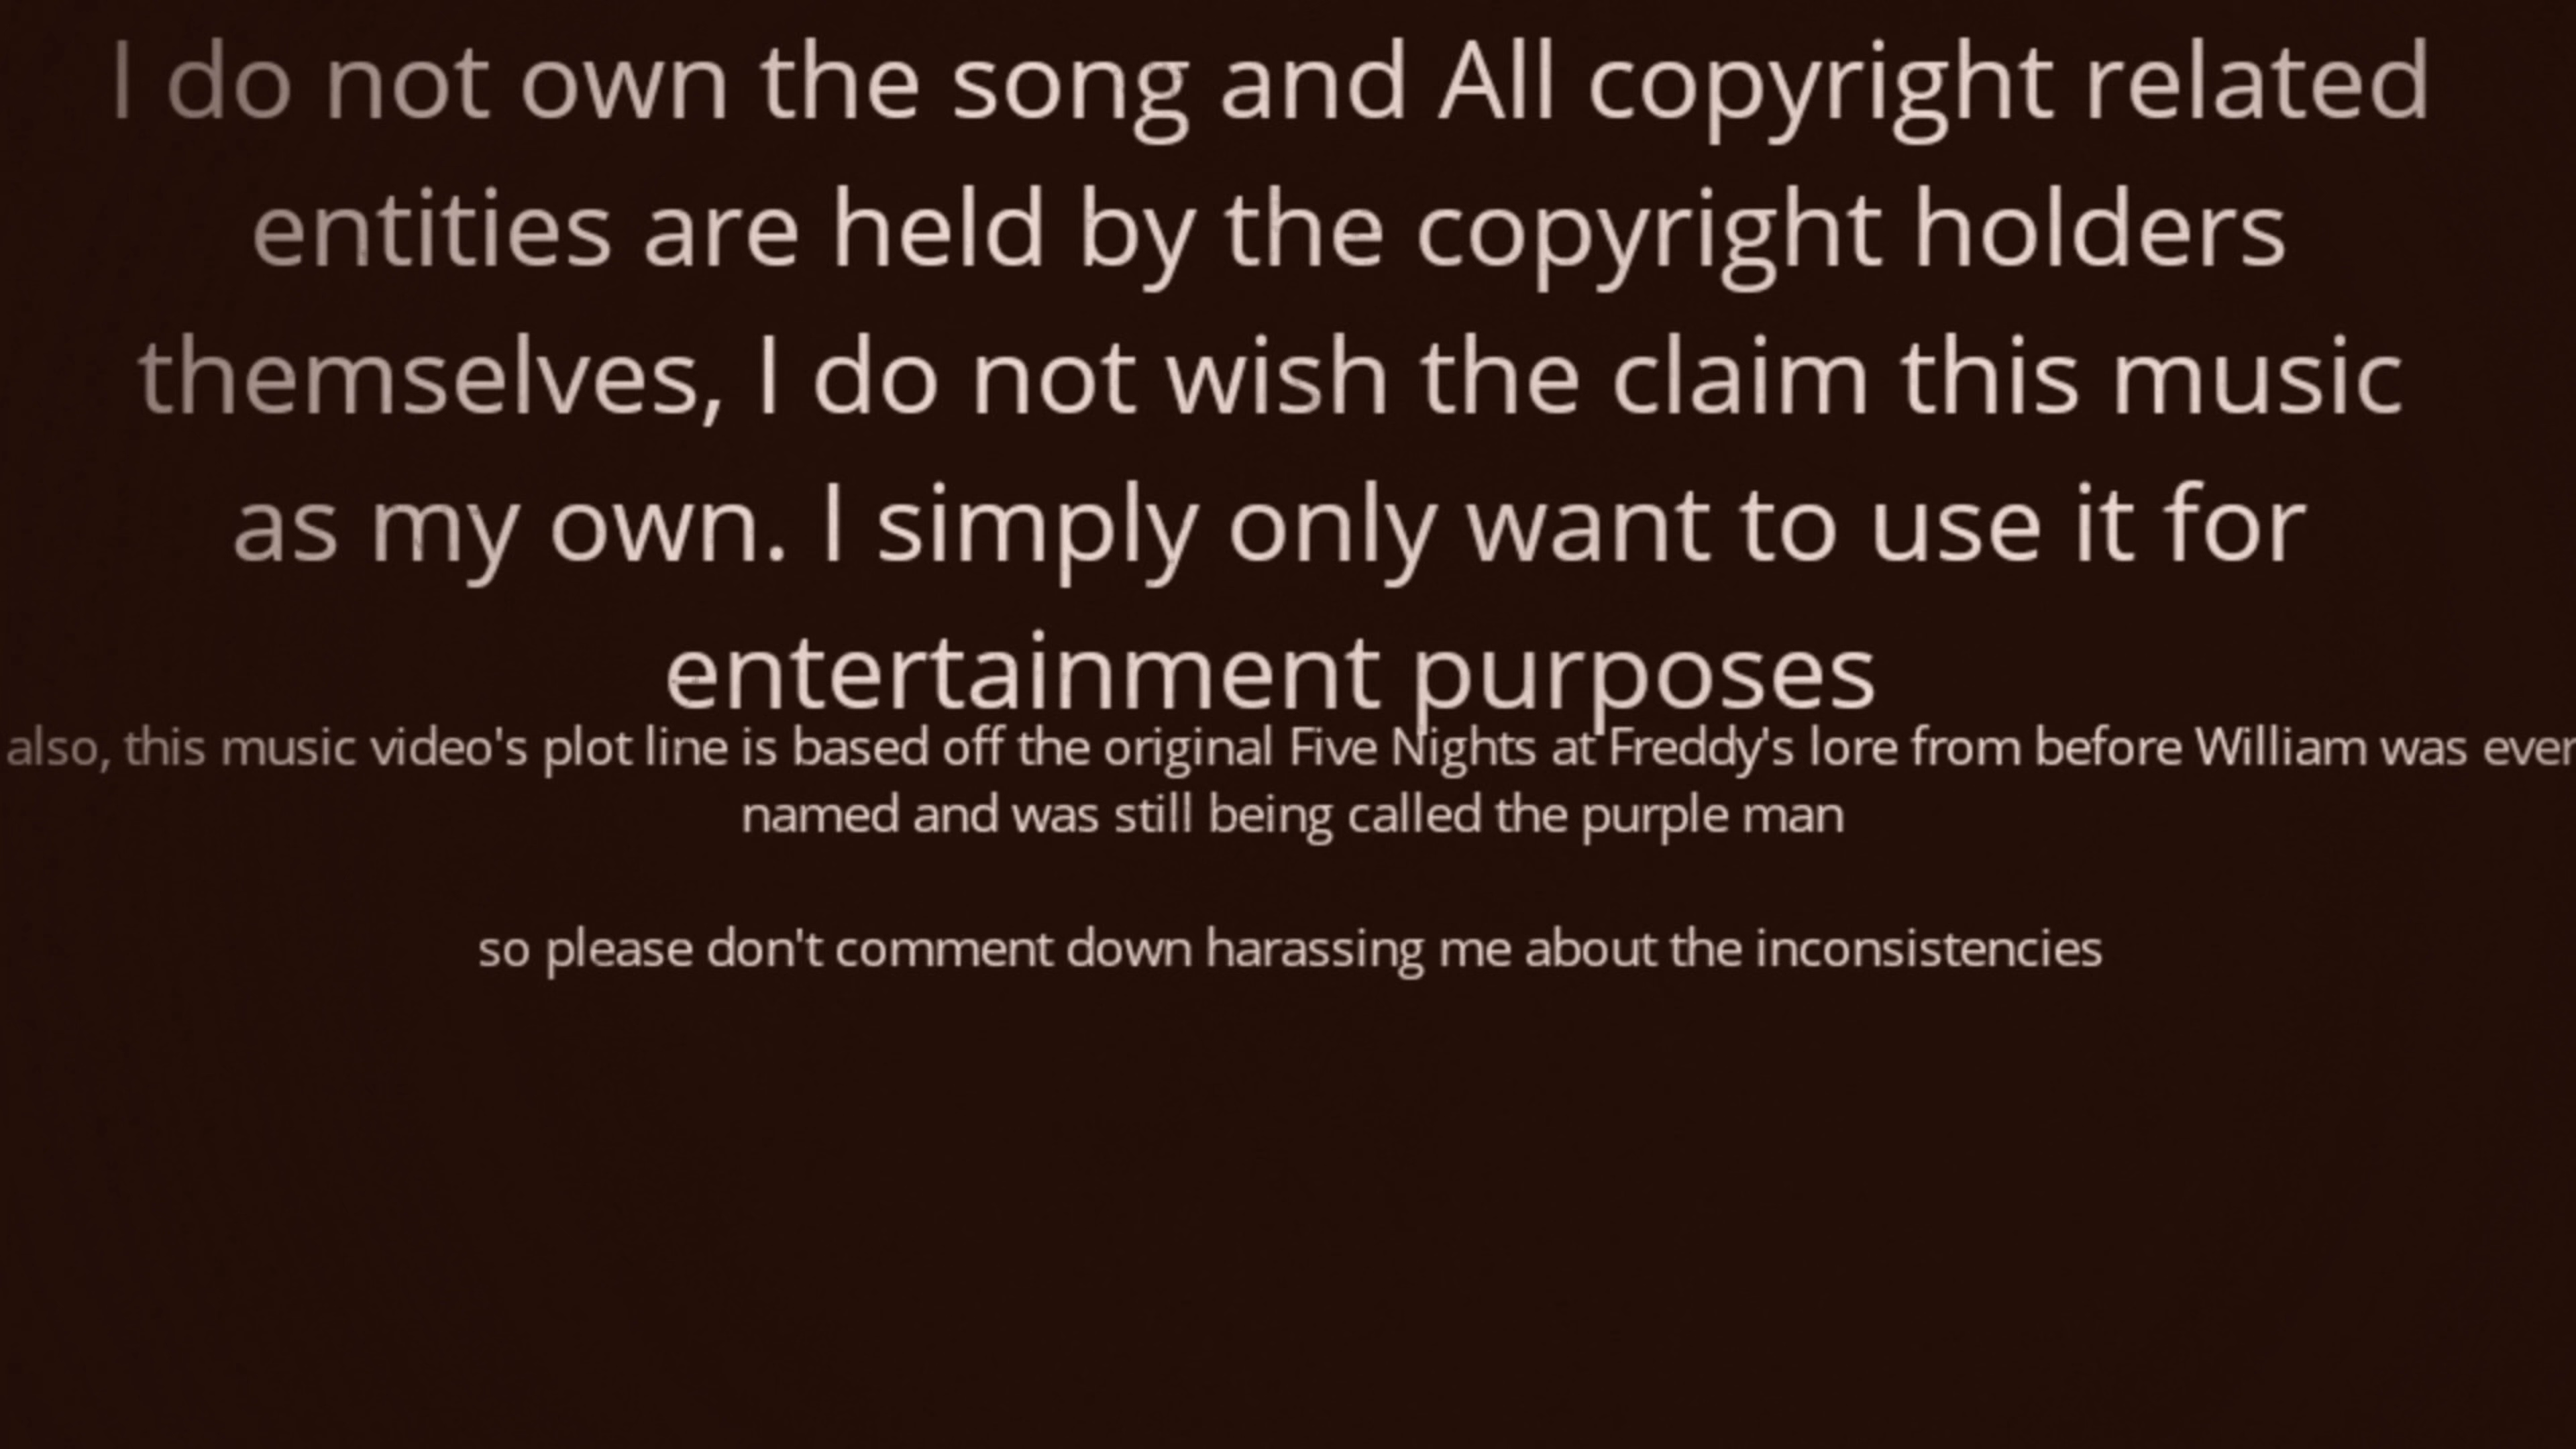 I do not own the song and All copyright related
entities are held by the copyright holders
themselves, I do not wish the claim this music
as my own. I simply only want to use it for
entertainment purposes
also, this music video's plot line is based off the original Five Nights at Freddy's lore from before William was ever
named and was still being called the purple man
so please don't comment down harassing me about the inconsistencies